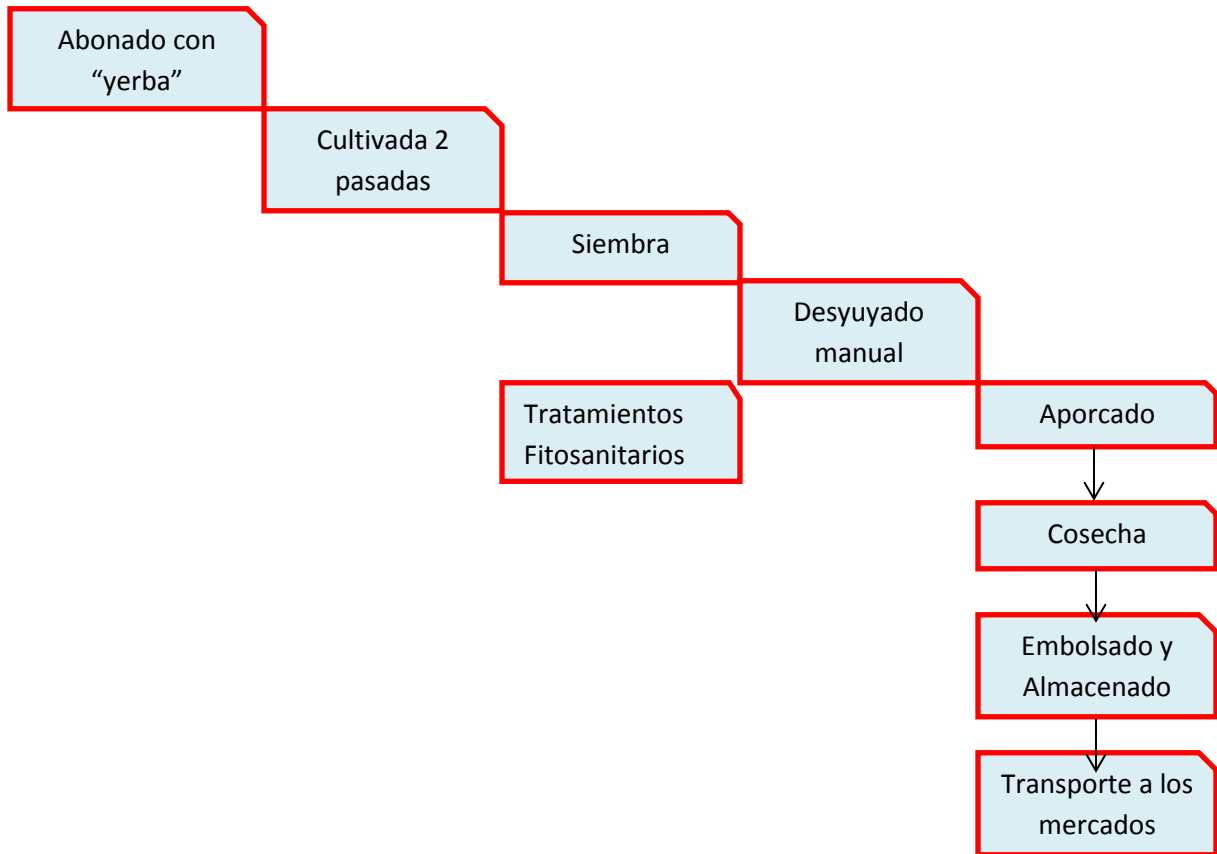 Abonado con
“yerba”
Cultivada 2
pasadas
Siembra
Desyuyado
manual
Tratamientos
Fitosanitarios
Aporcado
Cosecha
Embolsado y
Almacenado
Transporte a los
mercados